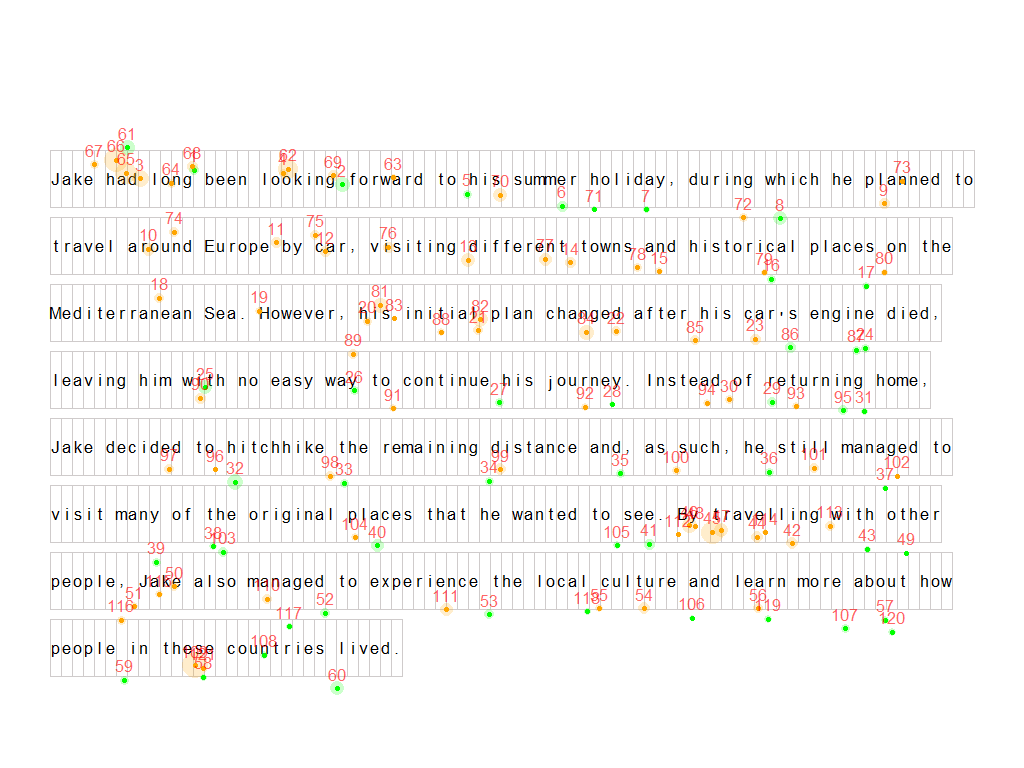 Jake had long been looking forward to his summer holiday, during which he planned to
travel around Europe by car, visiting different towns and historical places on the
Mediterranean Sea. However, his initial plan changed after his car's engine died,
leaving him with no easy way to continue his journey. Instead of returning home,
Jake decided to hitchhike the remaining distance and, as such, he still managed to
visit many of the original places that he wanted to see. By travelling with other
people, Jake also managed to experience the local culture and learn more about how
people in these countries lived.